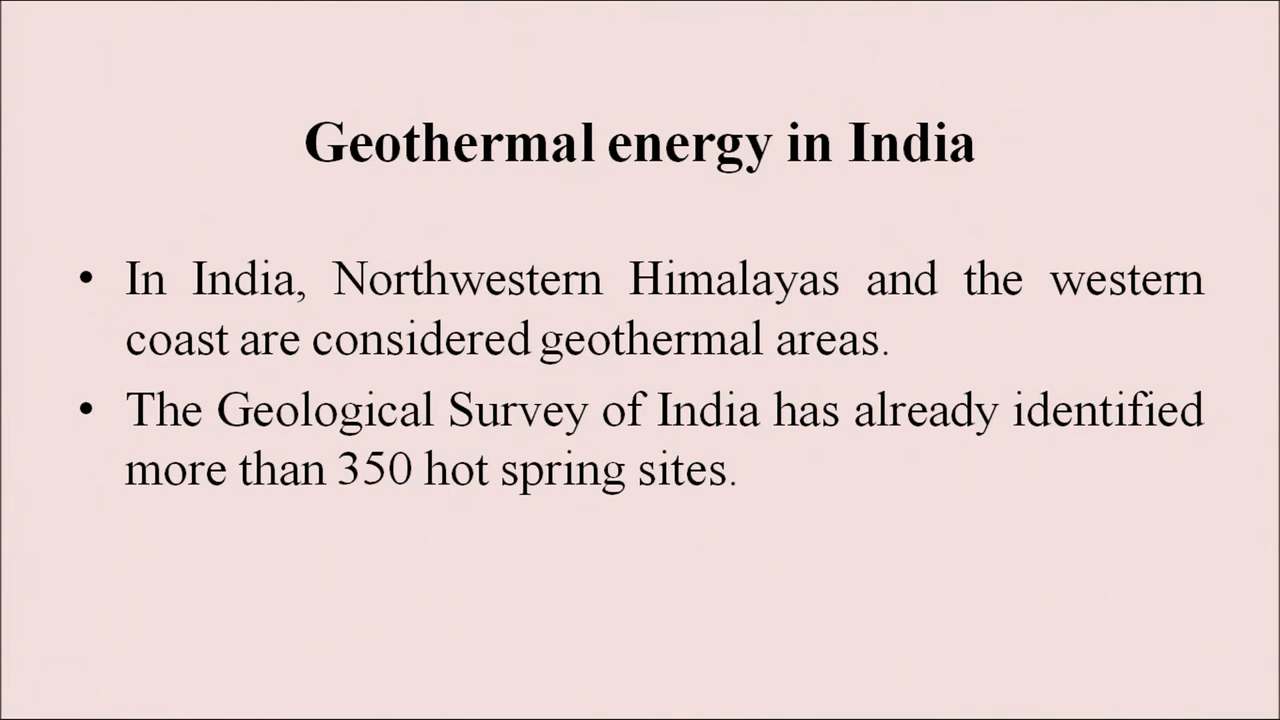 Geothermal energy in India
• In India, Northwestern Himalayas and the western
coast are considered geothermal areas.
• The Geological Survey of India has already identified
more than 350 hot spring sites.